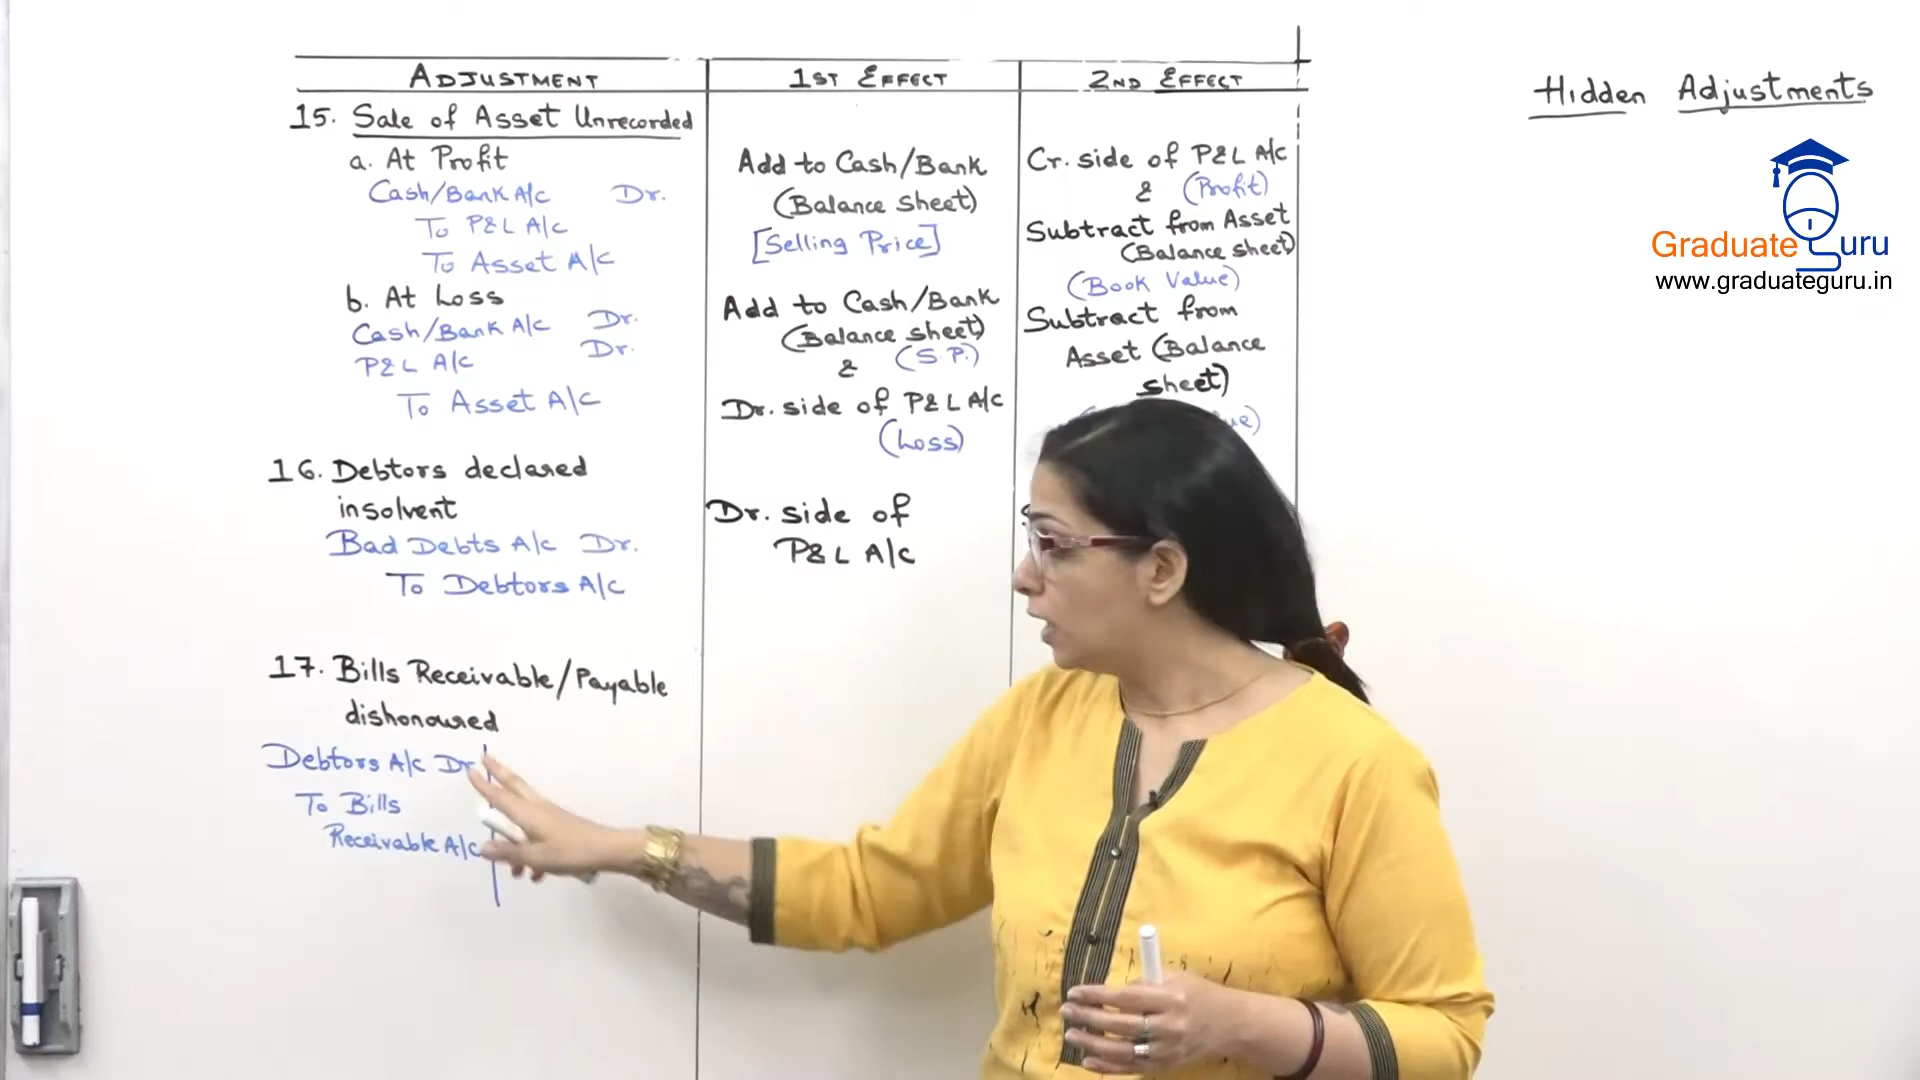 ADJUSTMENT
1ST EFFECT
2ND EFFECT
15. Sale of Asset Unrecorded
a. At Profit
Cash/Bank A/c Dr.
To P&L A/c
To Asset A/c
Add to Cash/Bank
(Balance Sheet)
[Selling Price]
Cr. side of P&L A/c
& (Profit)
Subtract from Asset
(Balance sheet)
(Book Value)
b. At Loss
Cash/Bank A/c Dr.
P&L A/c Dr.
To Asset A/c
Add to Cash/Bank
(Balance sheet)
& (S.P.)
Dr. side of P&L A/c
(Loss)
Subtract from
Asset (Balance
sheet)
16. Debtors declared
insolvent
Bad Debts A/c Dr.
To Debtors A/c
Dr. side of
P&L A/c
17. Bills Receivable/Payable
dishonoured
Debtors A/c Dr
To Bills
Receivable A/c
Hidden Adjustments
Graduate Guru
www.graduateguru.in